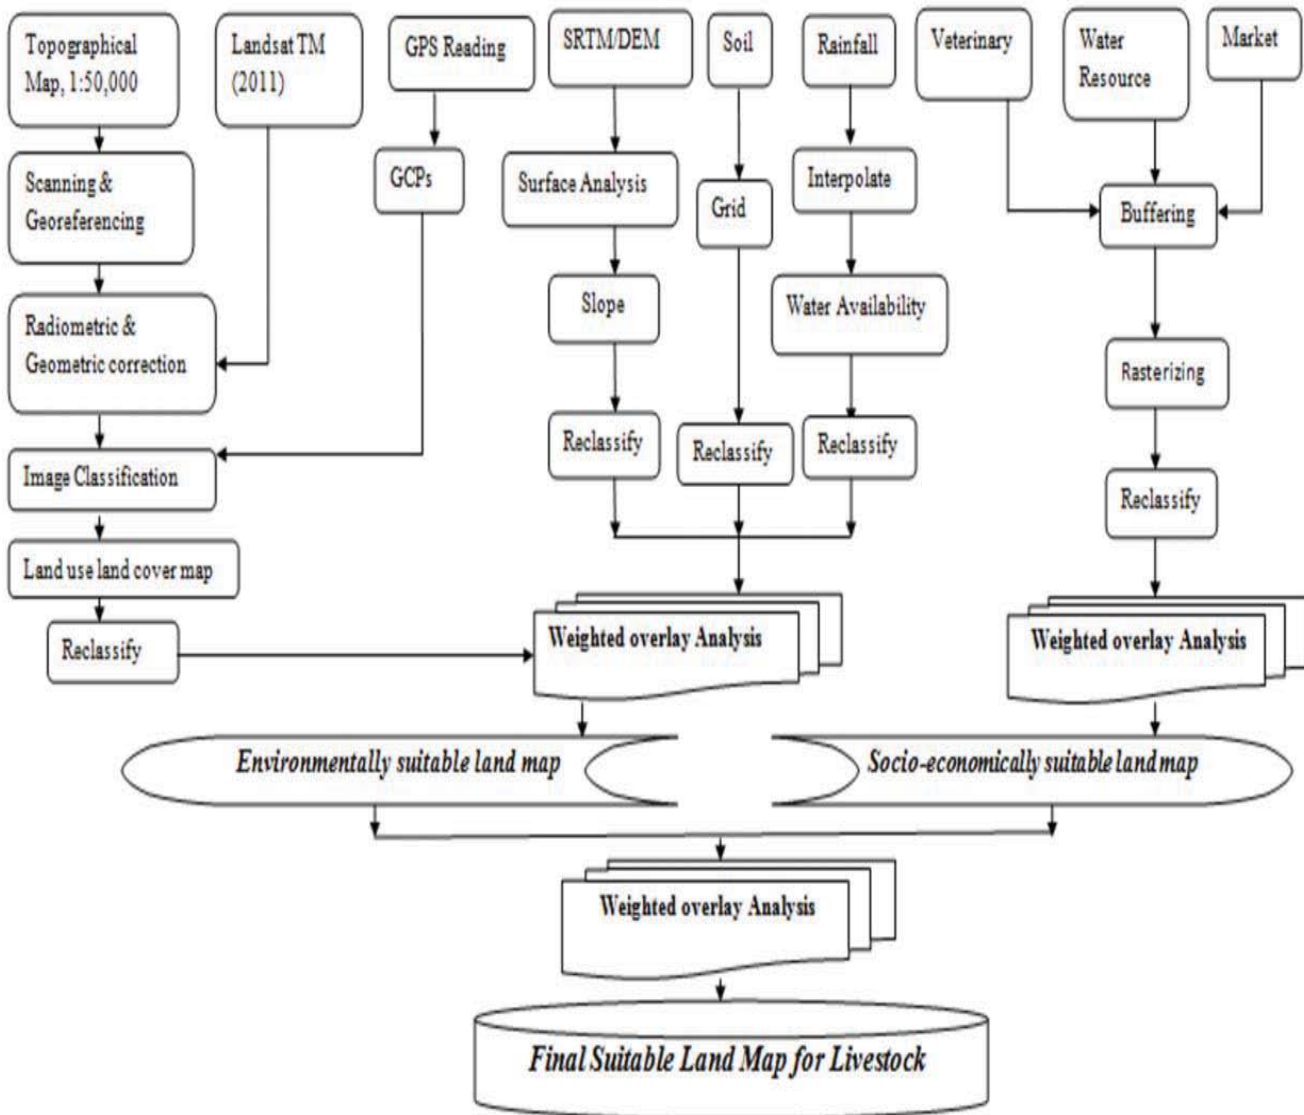 Topographical
Map, 1:50,000
Landsat TM
(2011)
GPS Reading
SRTM/DEM
Soil
Rainfall
Veterinary
Water
Resource
Market
Scanning &
Georeferencing
GCPs
Surface Analysis
Grid
Interpolate
Buffering
Radiometric &
Geometric correction
Slope
Water Availability
Rasterizing
Image Classification
Reclassify
Reclassify
Reclassify
Reclassify
Land use land cover map
Reclassify
Weighted overlay Analysis
Weighted overlay Analysis
Environmentally suitable land map
Socio-economically suitable land map
Weighted overlay Analysis
Final Suitable Land Map for Livestock